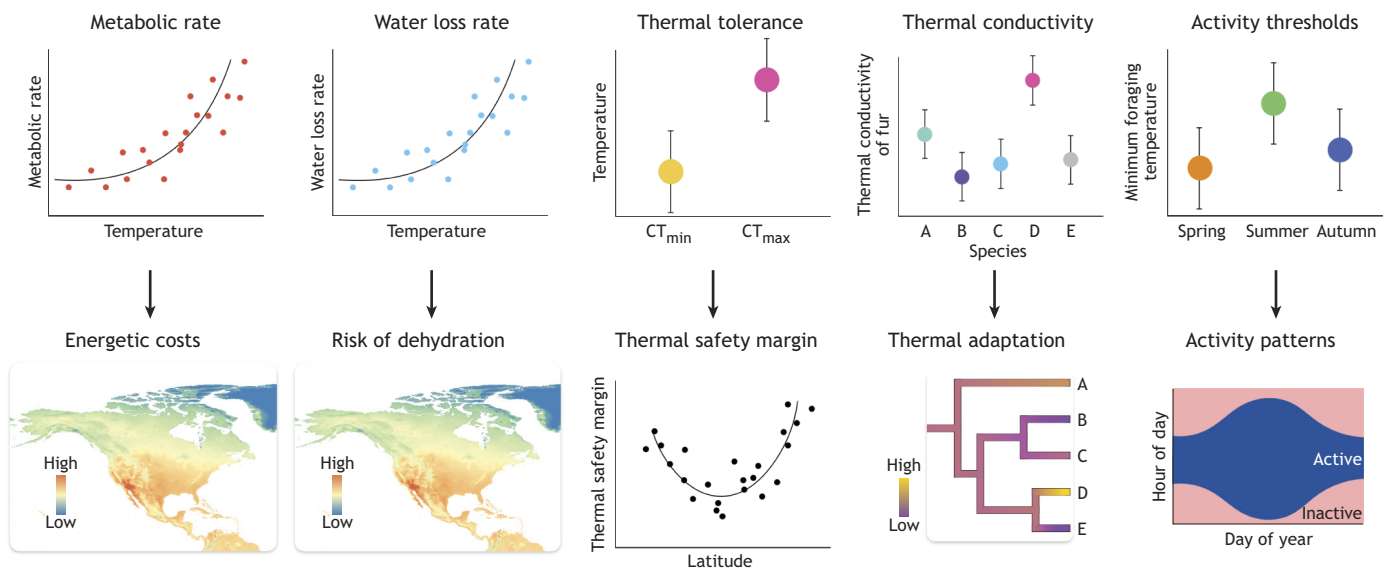 Metabolic rate
Water loss rate
Thermal tolerance
Thermal conductivity
Activity thresholds
Metabolic rate
Temperature
Water loss rate
Temperature
Temperature
CTmin
CTmax
Thermal conductivity
of fur
A
B
C
D
E
Species
Minimum foraging
temperature
Spring
Summer
Autumn
Energetic costs
Risk of dehydration
Thermal safety margin
Thermal adaptation
Activity patterns
High
Low
High
Low
Thermal safety margin
Latitude
High
Low
A
B
C
D
E
Hour of day
Active
Inactive
Day of year